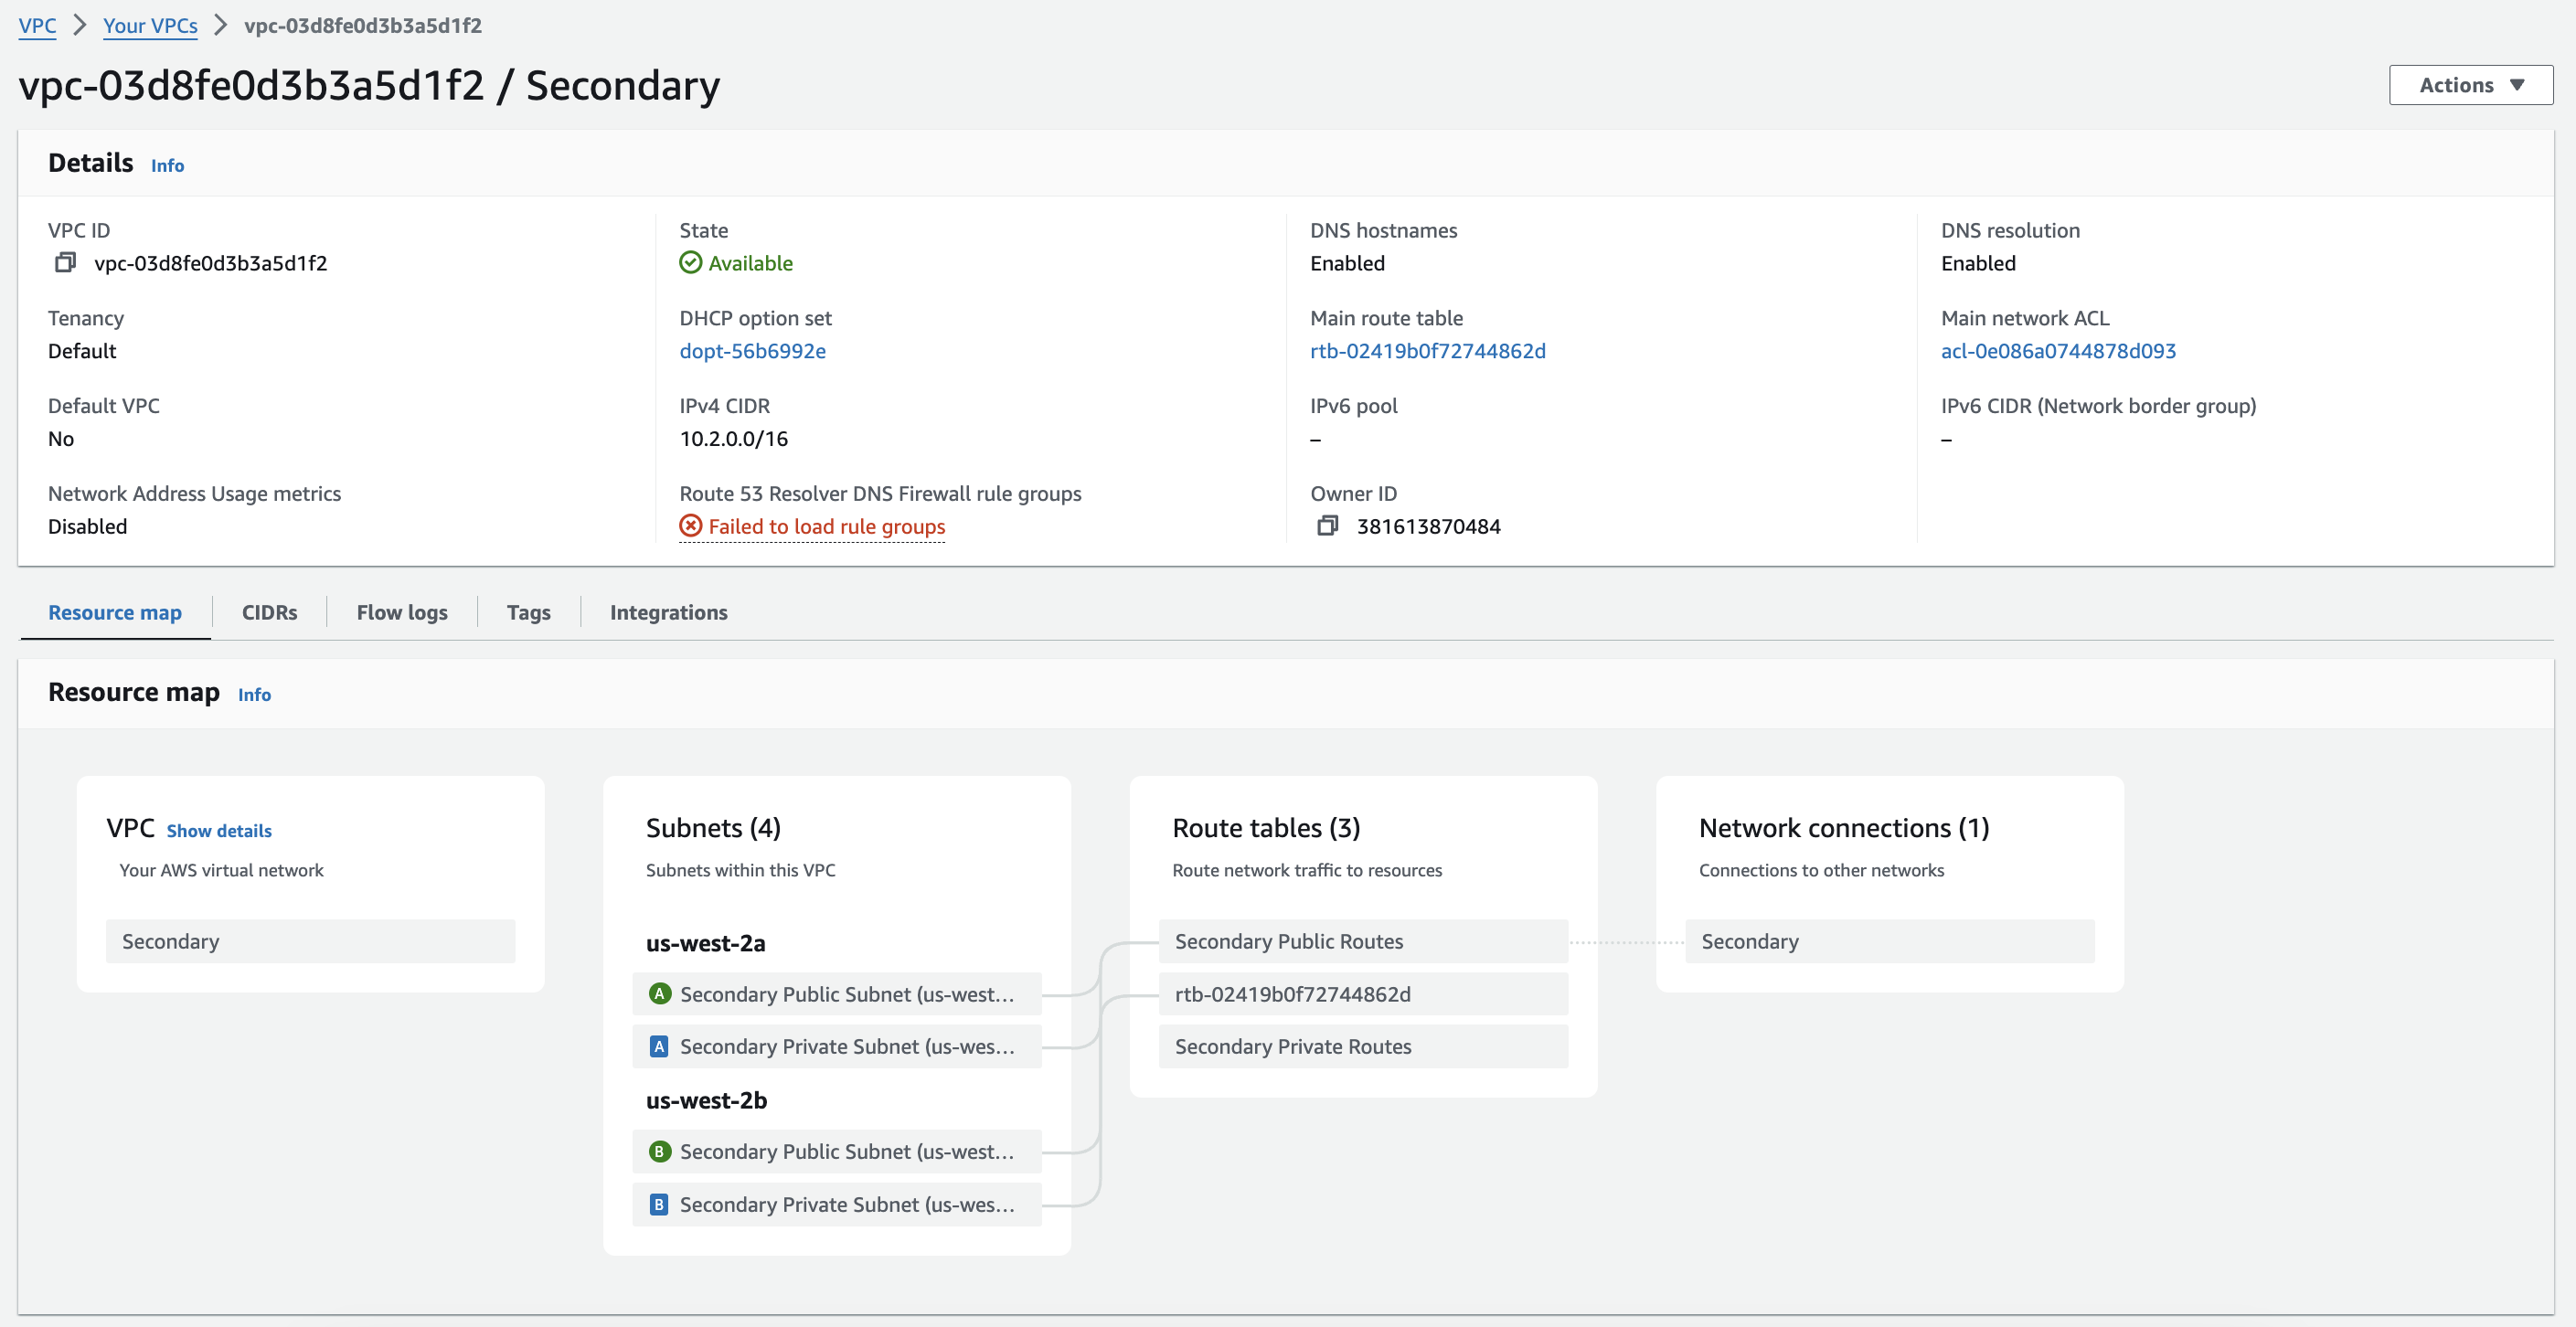 VPC > Your VPCs > vpc-03d8fe0d3b3a5d1f2
vpc-03d8fe0d3b3a5d1f2 / Secondary
Actions
Details Info
VPC ID
vpc-03d8fe0d3b3a5d1f2
State
Available
DNS hostnames
Enabled
DNS resolution
Enabled
Tenancy
Default
DHCP option set
dopt-56b6992e
Main route table
rtb-02419b0f72744862d
Main network ACL
acl-0e086a0744878d093
Default VPC
No
IPv4 CIDR
10.2.0.0/16
IPv6 pool
–
IPv6 CIDR (Network border group)
–
Network Address Usage metrics
Disabled
Route 53 Resolver DNS Firewall rule groups
Failed to load rule groups
Owner ID
381613870484
Resource map
CIDRs
Flow logs
Tags
Integrations
Resource map Info
VPC Show details
Your AWS virtual network
Secondary
Subnets (4)
Subnets within this VPC
us-west-2a
A Secondary Public Subnet (us-west...
A Secondary Private Subnet (us-wes...
us-west-2b
B Secondary Public Subnet (us-west...
B Secondary Private Subnet (us-wes...
Route tables (3)
Route network traffic to resources
Secondary Public Routes
rtb-02419b0f72744862d
Secondary Private Routes
Network connections (1)
Connections to other networks
Secondary